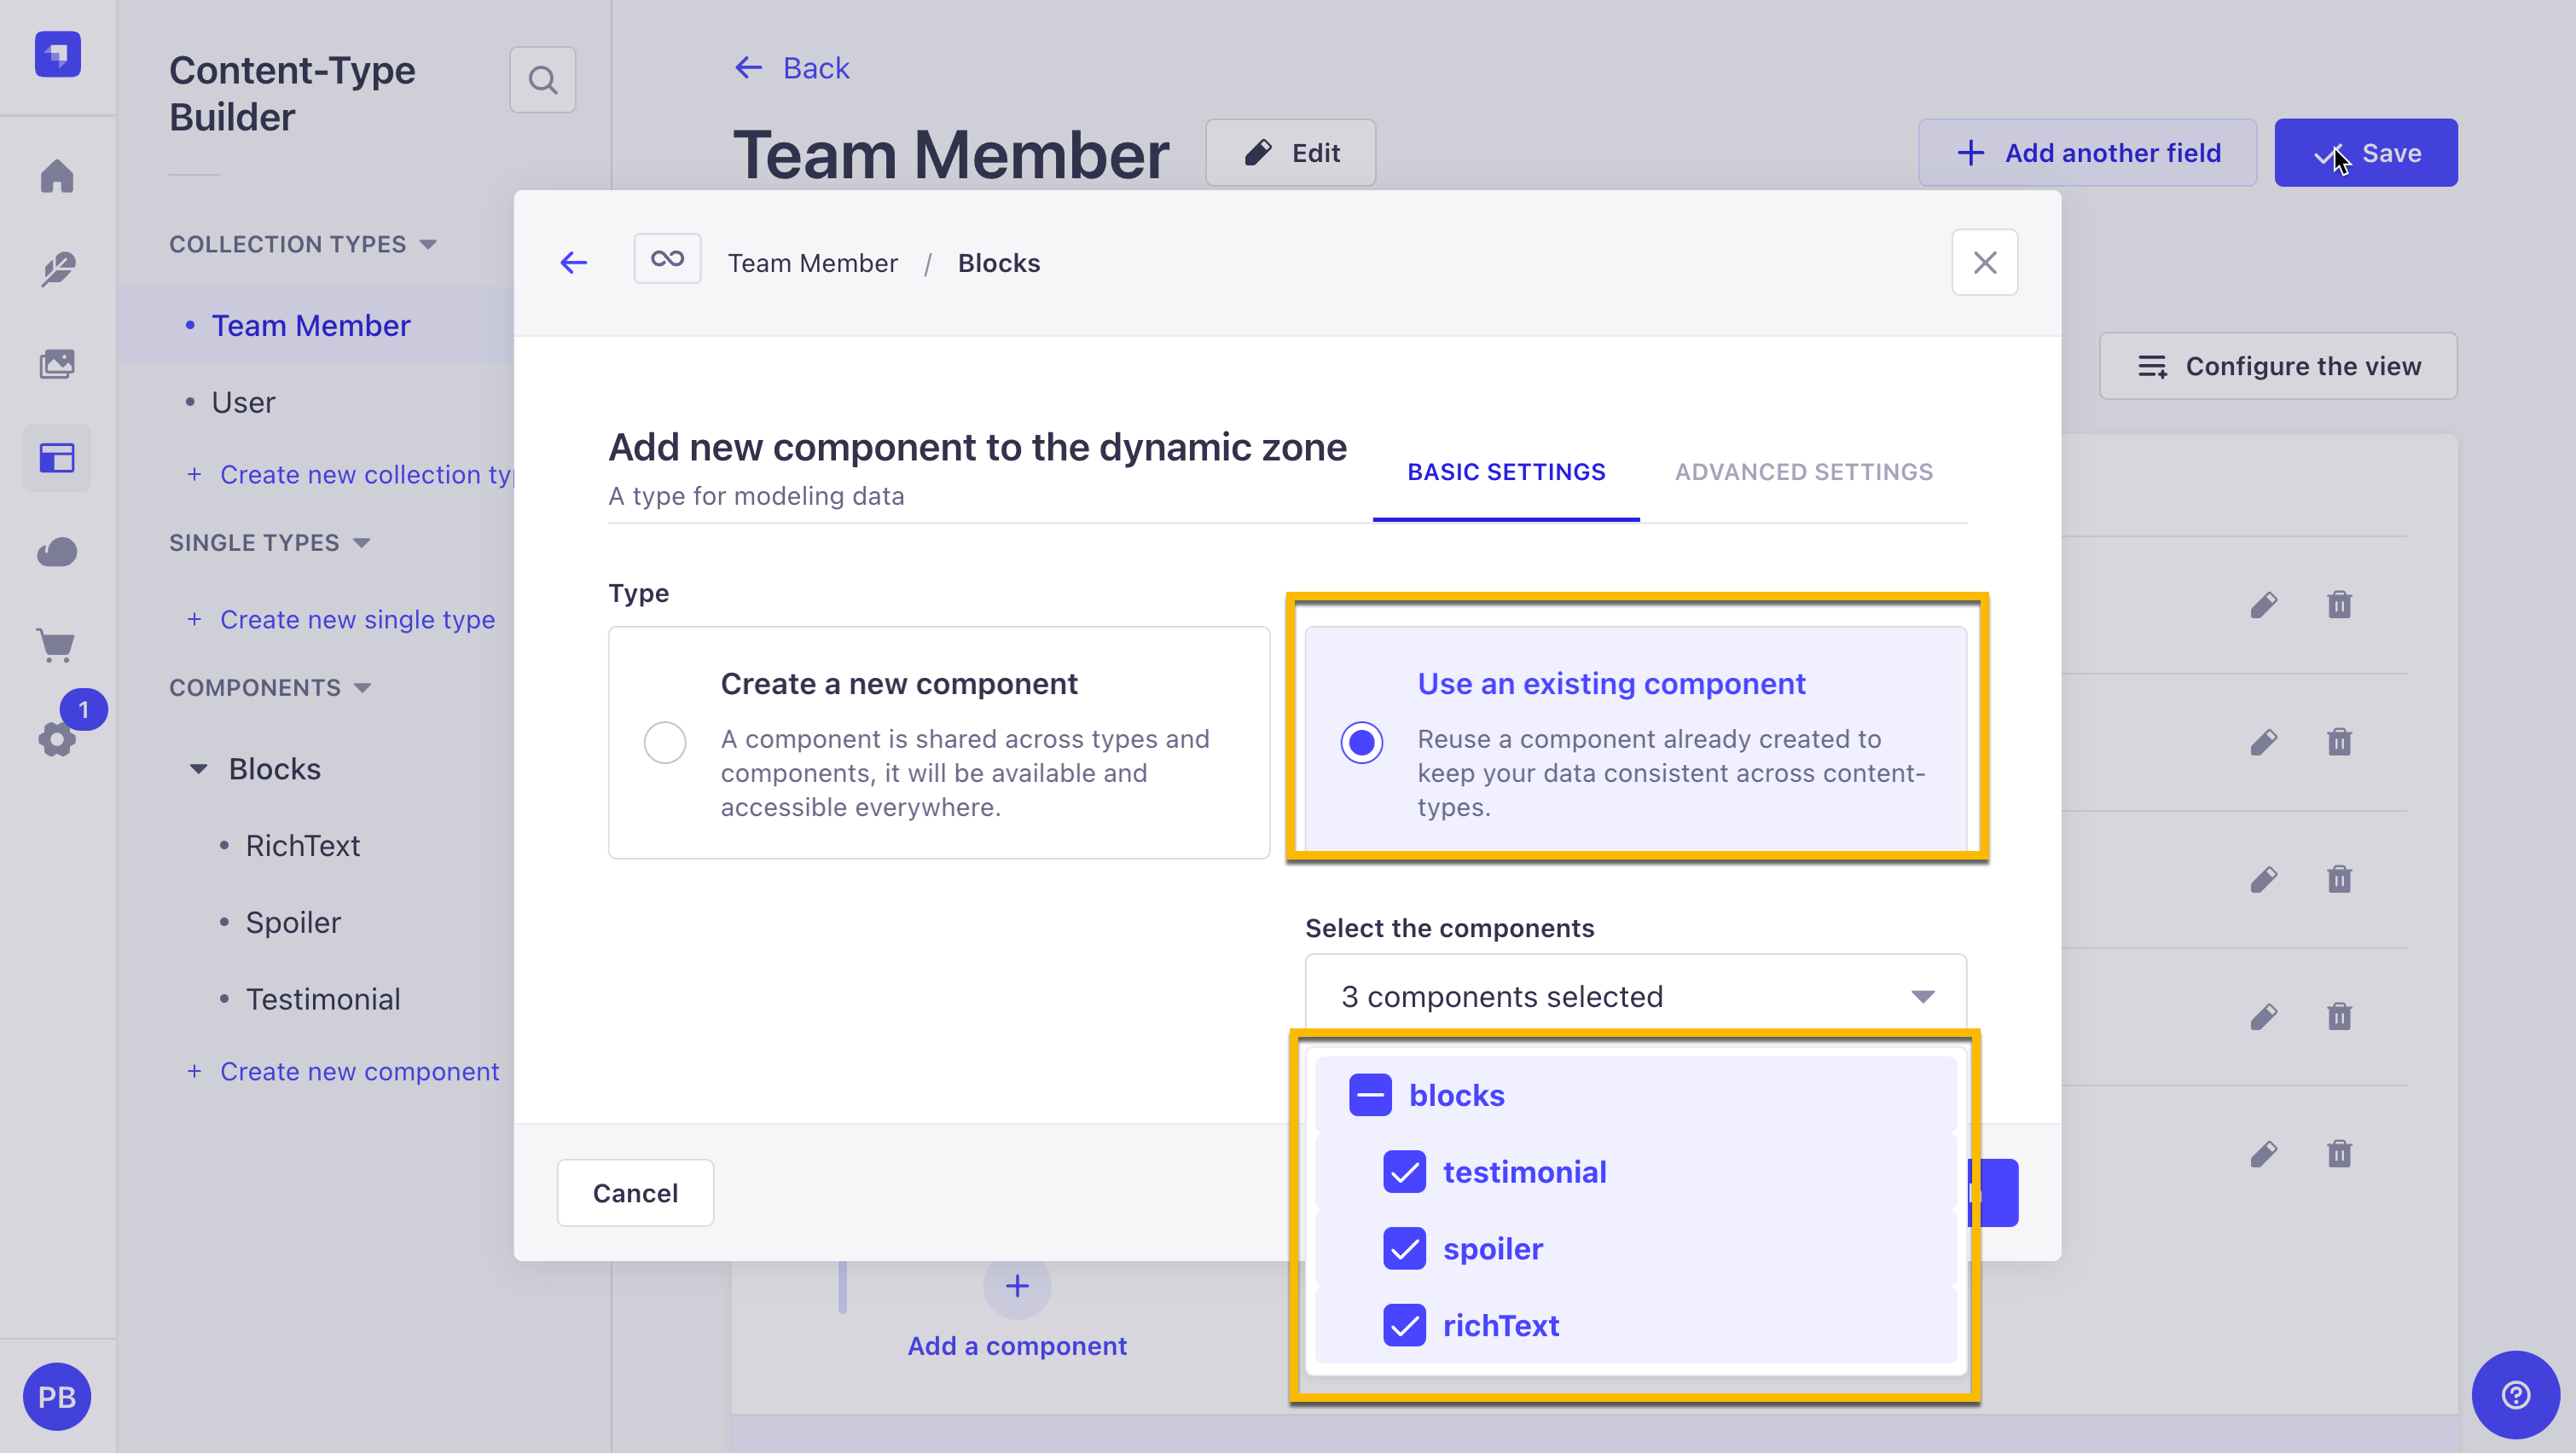 Content-Type
Builder
COLLECTION TYPES
Team Member
User
+ Create new collection ty
SINGLE TYPES
+ Create new single type
COMPONENTS
1
Blocks
RichText
Spoiler
Testimonial
+ Create new component
PB
Back
Team Member
Edit
Add another field
Save
Configure the view
Team Member / Blocks
Add new component to the dynamic zone
A type for modeling data
BASIC SETTINGS
ADVANCED SETTINGS
Type
Create a new component
A component is shared across types and
components, it will be available and
accessible everywhere.
Use an existing component
Reuse a component already created to
keep your data consistent across content-
types.
Select the components
3 components selected
blocks
testimonial
spoiler
richText
Cancel
Add a component